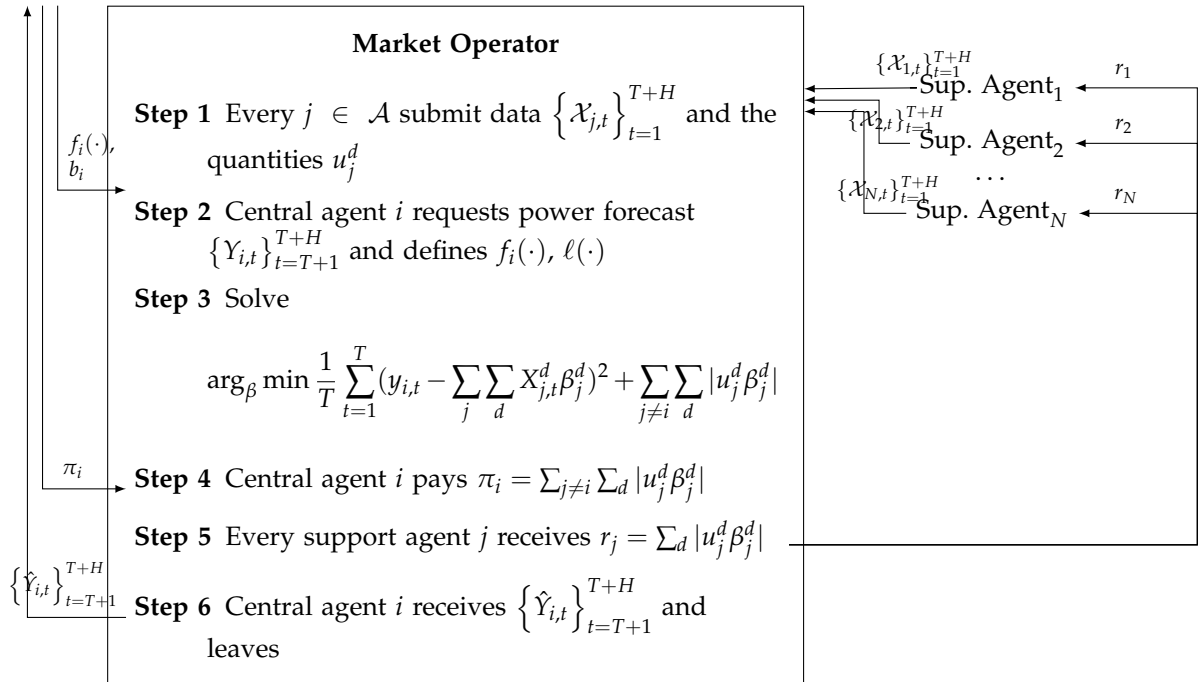 Market Operator
Step 1 Every j ∈ 𝒜 submit data {𝒳_{j,t}}_{t=1}^{T+H} and the
quantities u_j^d
Step 2 Central agent i requests power forecast
{Y_{i,t}}_{t=T+1}^{T+H} and defines f_i(·), ℓ(·)
Step 3 Solve
arg_β min \frac{1}{T} ∑_{t=1}^{T} (y_{i,t} − ∑_j ∑_d X_{j,t}^d β_j^d)^2 + ∑_{j≠i} ∑_d |u_j^d β_j^d|
Step 4 Central agent i pays π_i = ∑_{j≠i} ∑_d |u_j^d β_j^d|
Step 5 Every support agent j receives r_j = ∑_d |u_j^d β_j^d|
Step 6 Central agent i receives {Ŷ_{i,t}}_{t=T+1}^{T+H} and
leaves
f_i(·),
b_i
π_i
{Ŷ_{i,t}}_{t=T+1}^{T+H}
{𝒳_{1,t}}_{t=1}^{T+H} Sup. Agent_1 r_1
{𝒳_{2,t}}_{t=1}^{T+H} Sup. Agent_2 r_2
...
{𝒳_{N,t}}_{t=1}^{T+H} Sup. Agent_N r_N